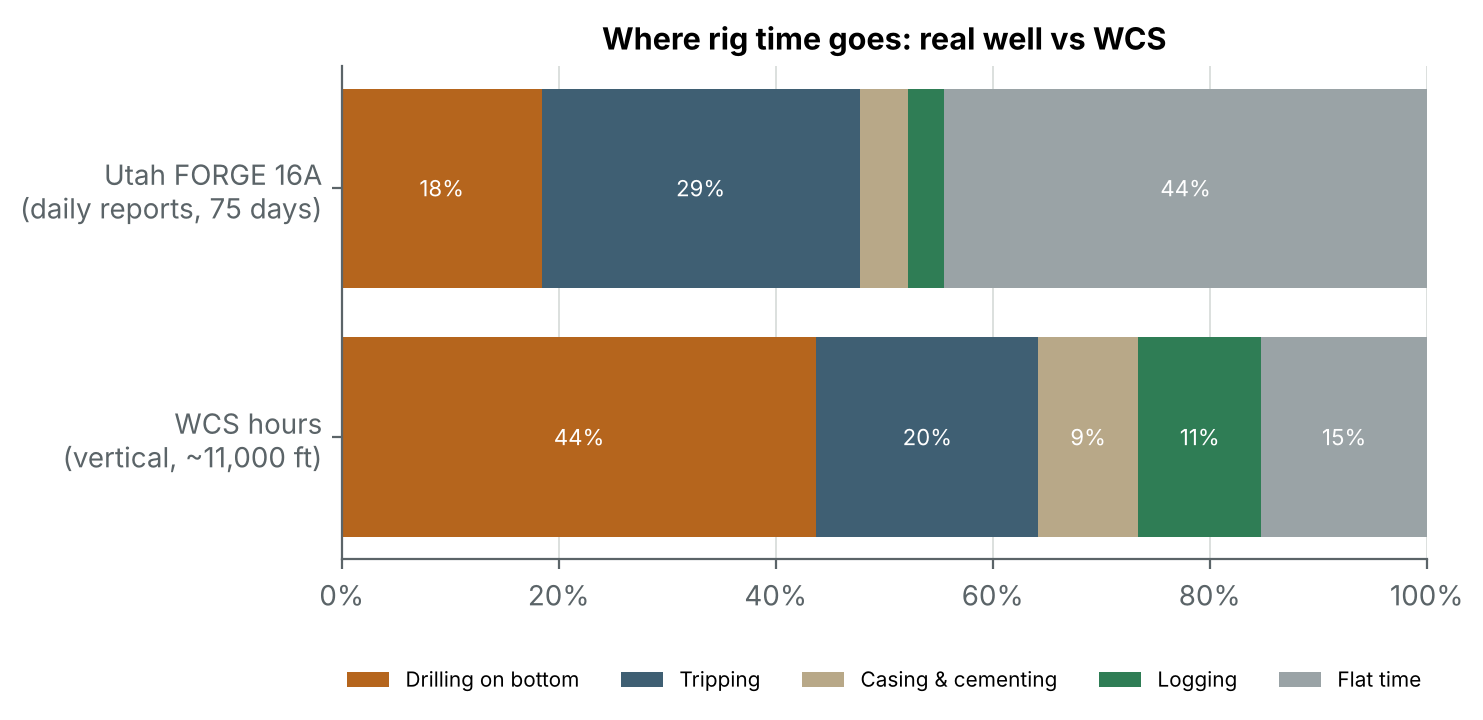 Where rig time goes: real well vs WCS
Utah FORGE 16A
(daily reports, 75 days)
18%
29%
44%
WCS hours
(vertical, ~11,000 ft)
44%
20%
9%
11%
15%
0%
20%
40%
60%
80%
100%
Drilling on bottom
Tripping
Casing & cementing
Logging
Flat time